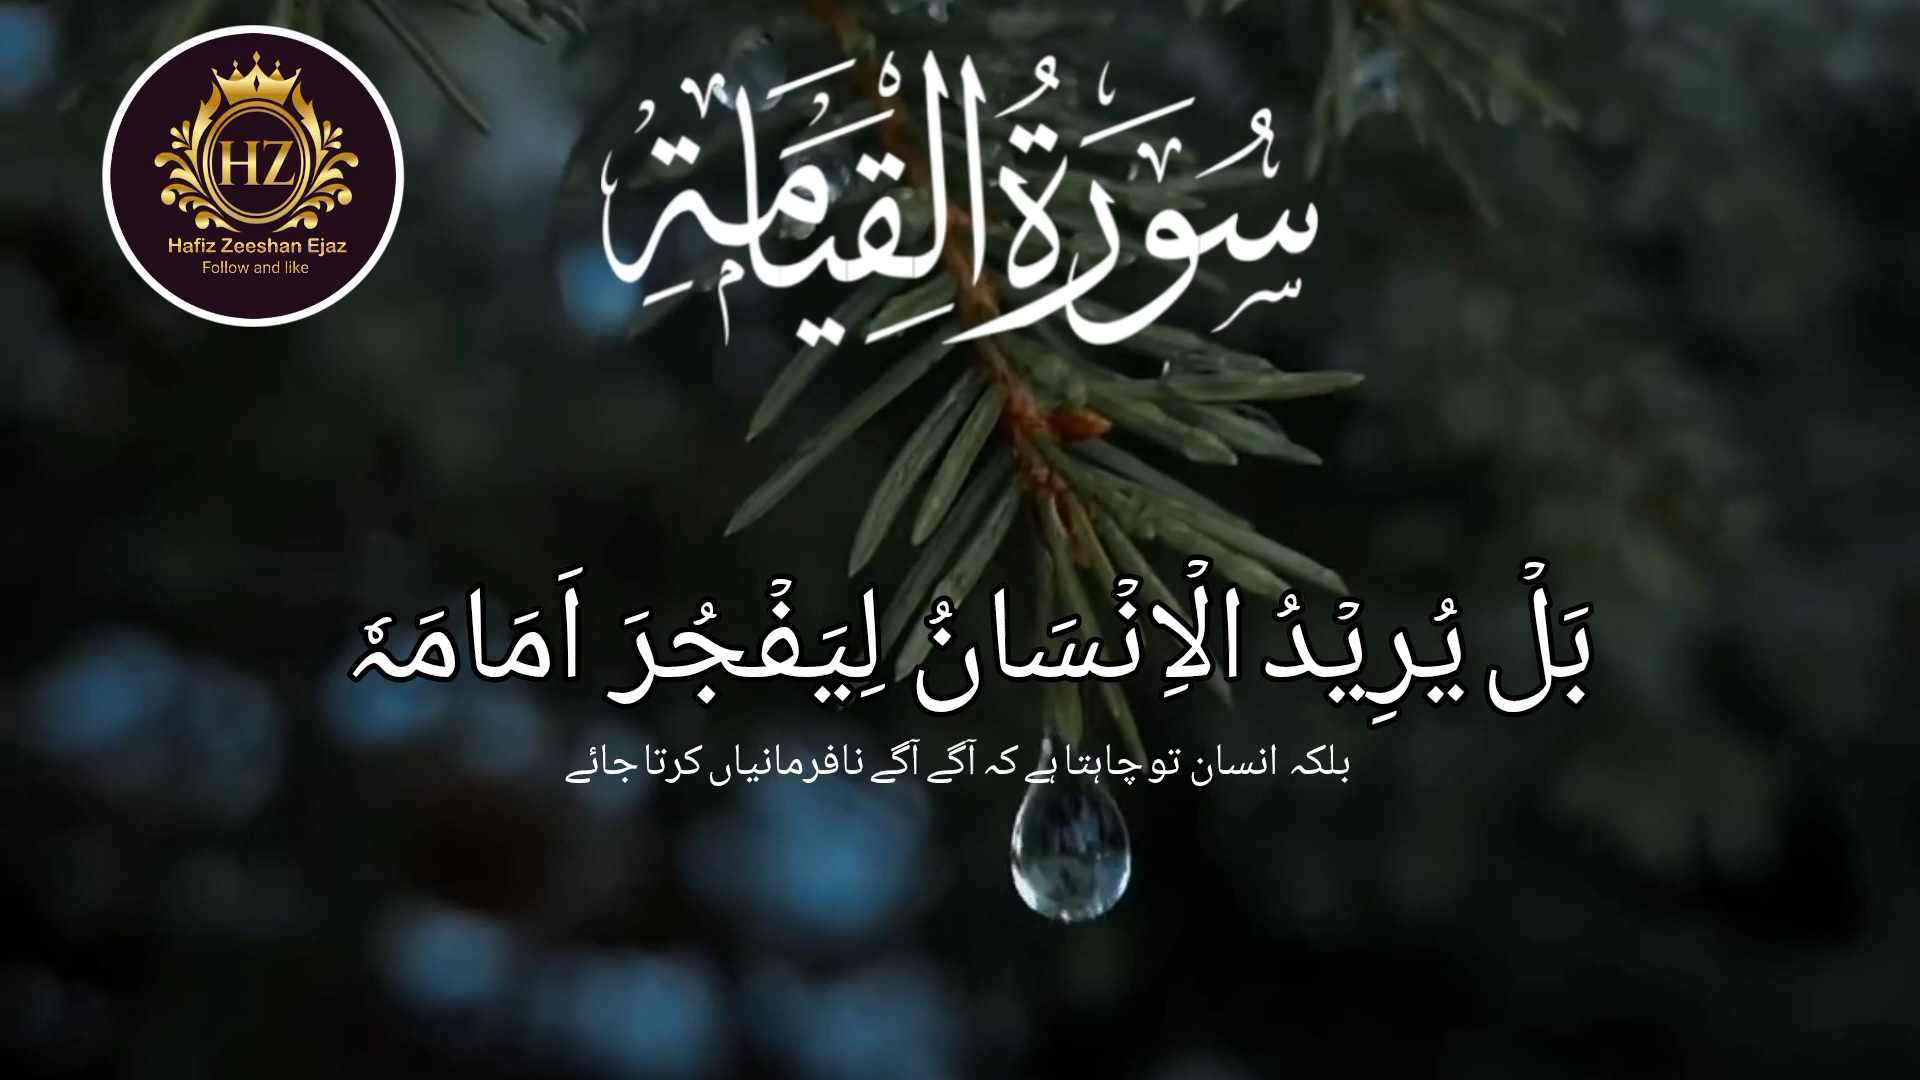 HZ
Hafiz Zeeshan Ejaz
Follow and like
سُورَةُ الْقِيَامَةِ
بَلۡ يُرِيۡدُ الۡاِنۡسَانُ لِيَفۡجُرَ اَمَامَهٗ
بلکہ انسان تو چاہتا ہے کہ آگے آگے نافرمانیاں کرتا جائے